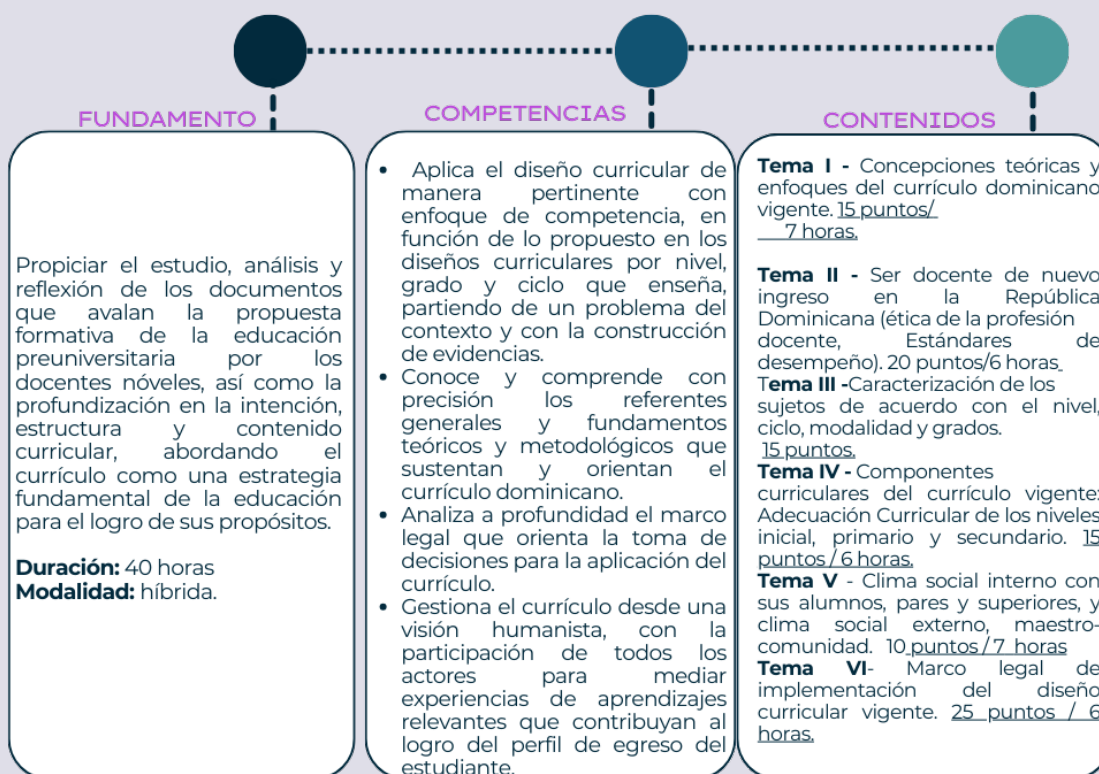 FUNDAMENTO
Propiciar el estudio, análisis y
reflexión de los documentos
que avalan la propuesta
formativa de la educación
preuniversitaria por los
docentes nóveles, así como la
profundización en la intención,
estructura y contenido
curricular, abordando el
currículo como una estrategia
fundamental de la educación
para el logro de sus propósitos.
Duración: 40 horas
Modalidad: híbrida.
COMPETENCIAS
• Aplica el diseño curricular de
manera pertinente con
enfoque de competencia, en
función de lo propuesto en los
diseños curriculares por nivel,
grado y ciclo que enseña,
partiendo de un problema del
contexto y con la construcción
de evidencias.
• Conoce y comprende con
precisión los referentes
generales y fundamentos
teóricos y metodológicos que
sustentan y orientan el
currículo dominicano.
• Analiza a profundidad el marco
legal que orienta la toma de
decisiones para la aplicación del
currículo.
• Gestiona el currículo desde una
visión humanista, con la
participación de todos los
actores para mediar
experiencias de aprendizajes
relevantes que contribuyan al
logro del perfil de egreso del
estudiante.
CONTENIDOS
Tema I - Concepciones teóricas y
enfoques del currículo dominicano
vigente. 15 puntos/
7 horas.
Tema II - Ser docente de nuevo
ingreso en la República
Dominicana (ética de la profesión
docente, Estándares de
desempeño). 20 puntos/6 horas
Tema III -Caracterización de los
sujetos de acuerdo con el nivel,
ciclo, modalidad y grados.
15 puntos.
Tema IV - Componentes
curriculares del currículo vigente:
Adecuación Curricular de los niveles
inicial, primario y secundario. 15
puntos / 6 horas.
Tema V - Clima social interno con
sus alumnos, pares y superiores, y
clima social externo, maestro-
comunidad. 10 puntos / 7 horas
Tema VI- Marco legal de
implementación del diseño
curricular vigente. 25 puntos / 6
horas.